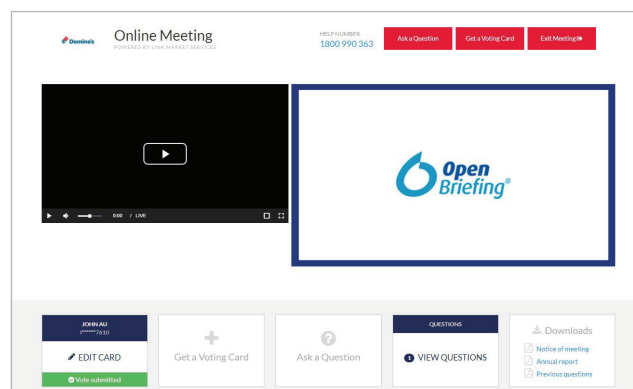 Domino's
Online Meeting
POWERED BY LINK MARKET SERVICES
HELP NUMBER
1800 990 363
Ask a Question
Get a Voting Card
Exit Meeting
0:00 / LIVE
Open
Briefing®
JOHN AU
I******7610
EDIT CARD
Vote submitted
Get a Voting Card
Ask a Question
QUESTIONS
1 VIEW QUESTIONS
Downloads
Notice of meeting
Annual report
Previous questions